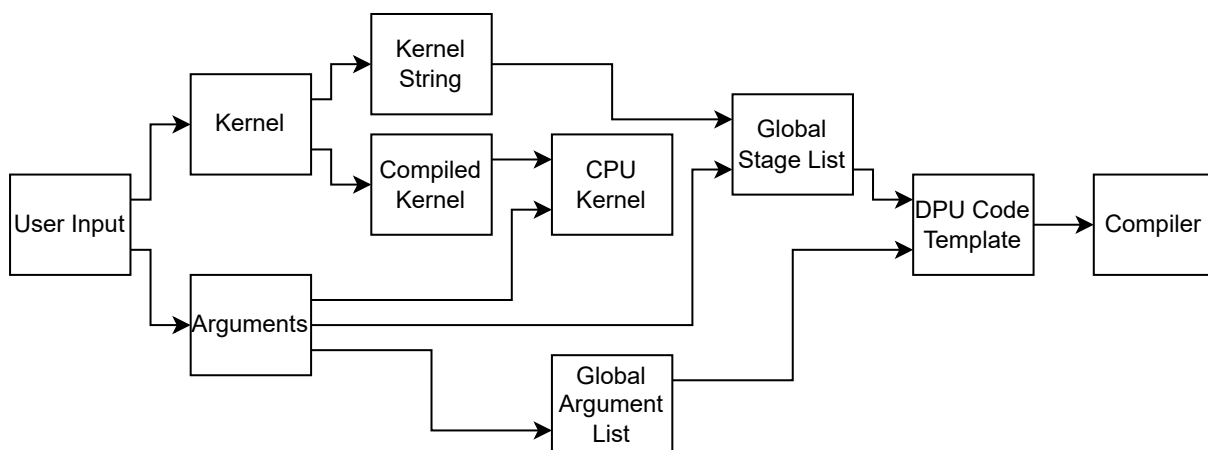 User Input
Kernel
Arguments
Kernel
String
Compiled
Kernel
CPU
Kernel
Global
Argument
List
Global
Stage List
DPU Code
Template
Compiler